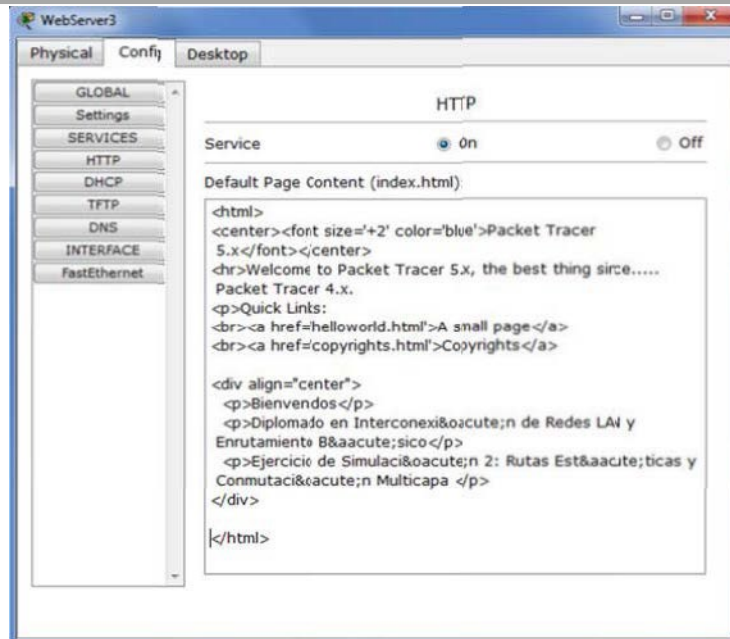 WebServer3
Physical Config Desktop
GLOBAL
Settings
SERVICES
HTTP
DHCP
TFTP
DNS
INTERFACE
FastEthernet
HTTP
Service On Off
Default Page Content (index.html)
<html>
<center><font size='+2' color='blue'>Packet Tracer
5.x</font></center>
<hr>Welcome to Packet Tracer 5.x, the best thing since.....
Packet Tracer 4.x.
<p>Quick Links:
<br><a href='helloworld.html'>A small page</a>
<br><a href='copyrights.html'>Copyrights</a>
<div align="center">
<p>Bienvendos</p>
<p>Diplomado en Interconexi&oacute;n de Redes LAN y
Enrutamiento B&aacute;sico</p>
<p>Ejercicio de Simulaci&oacute;n 2: Rutas Est&aacute;ticas y
Conmutaci&oacute;n Multicapa </p>
</div>
</html>